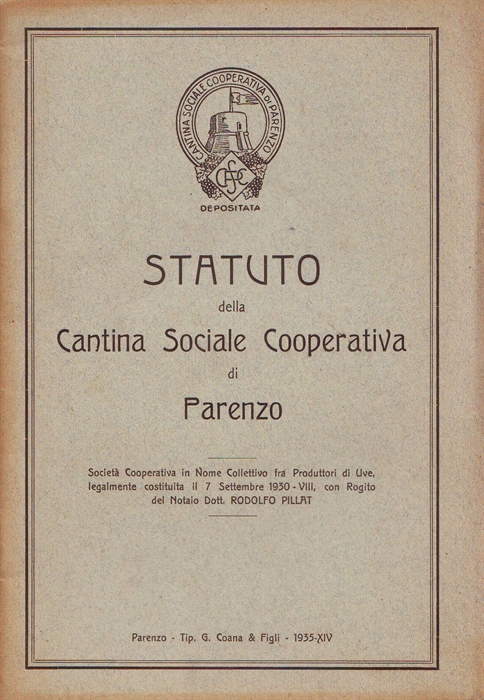 CANTINA SOCIALE COOPERATIVA DI PARENZO
CSPC
DEPOSITATA
STATUTO
della
Cantina Sociale Cooperativa
di
Parenzo
Società Cooperativa in Nome Collettivo fra Produttori di Uve,
legalmente costituita il 7 Settembre 1930-VIII, con Rogito
del Notaio Dott. RODOLFO PILLAT
Parenzo - Tip. G. Coana & Figli - 1935-XIV